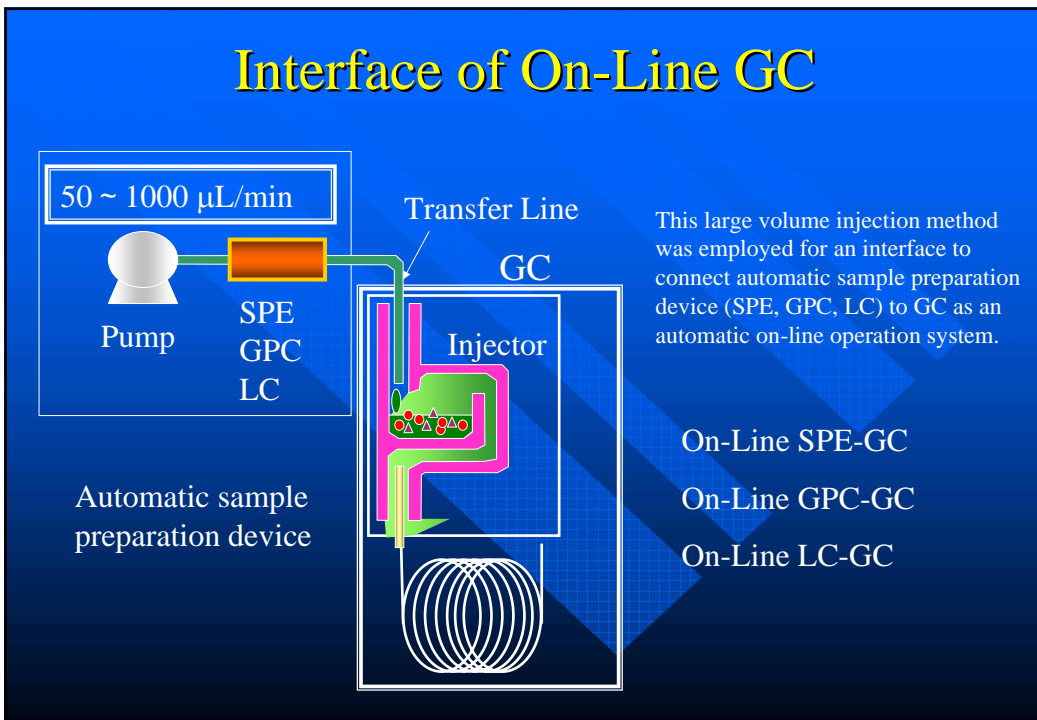 Interface of On-Line GC
50 ~ 1000 μL/min
Transfer Line
GC
Pump
SPE
GPC
LC
Injector
This large volume injection method
was employed for an interface to
connect automatic sample preparation
device (SPE, GPC, LC) to GC as an
automatic on-line operation system.
Automatic sample
preparation device
On-Line SPE-GC
On-Line GPC-GC
On-Line LC-GC